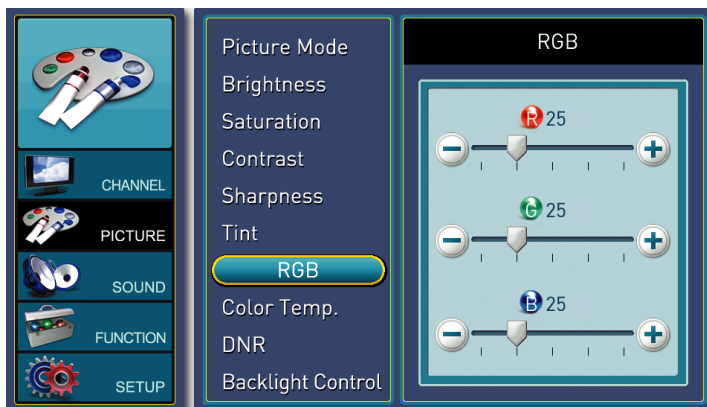 CHANNEL
PICTURE
SOUND
FUNCTION
SETUP
Picture Mode
Brightness
Saturation
Contrast
Sharpness
Tint
RGB
Color Temp.
DNR
Backlight Control
RGB
R 25
G 25
B 25